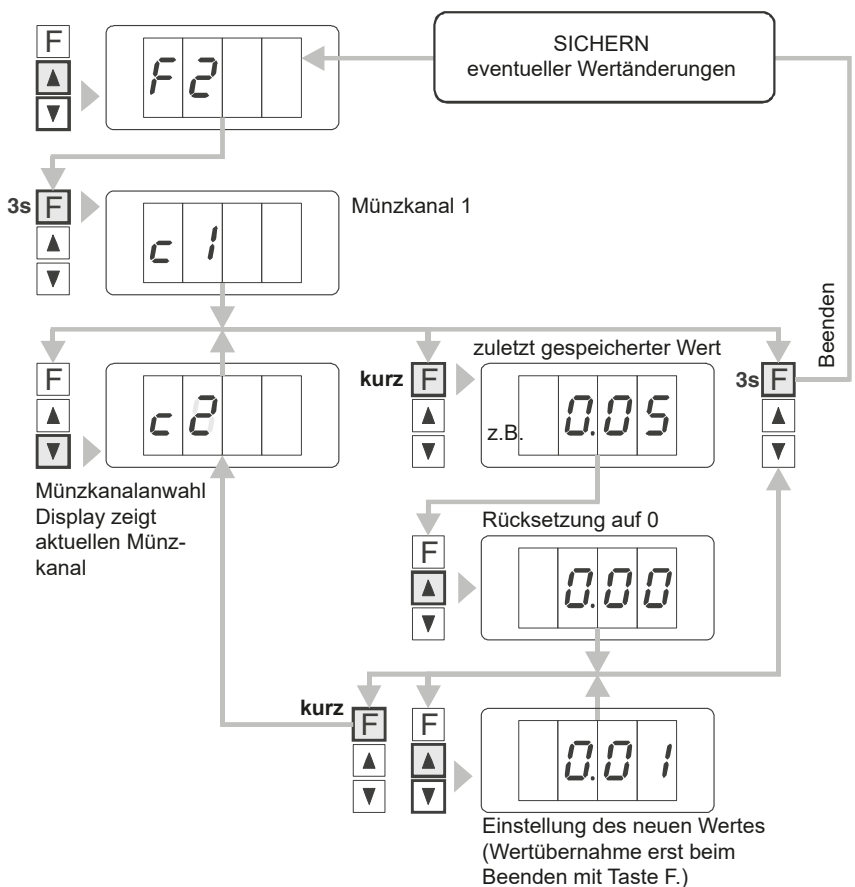 F
SICHERN
eventueller Wertänderungen
F2
3s F
Münzkanal 1
c 1
Beenden
zuletzt gespeicherter Wert
F
kurz F
3s F
c2
z.B.
0.05
Münzkanalanwahl
Display zeigt
aktuellen Münz-
kanal
Rücksetzung auf 0
F
0.00
kurz
F
F
0.01
Einstellung des neuen Wertes
(Wertübernahme erst beim
Beenden mit Taste F.)